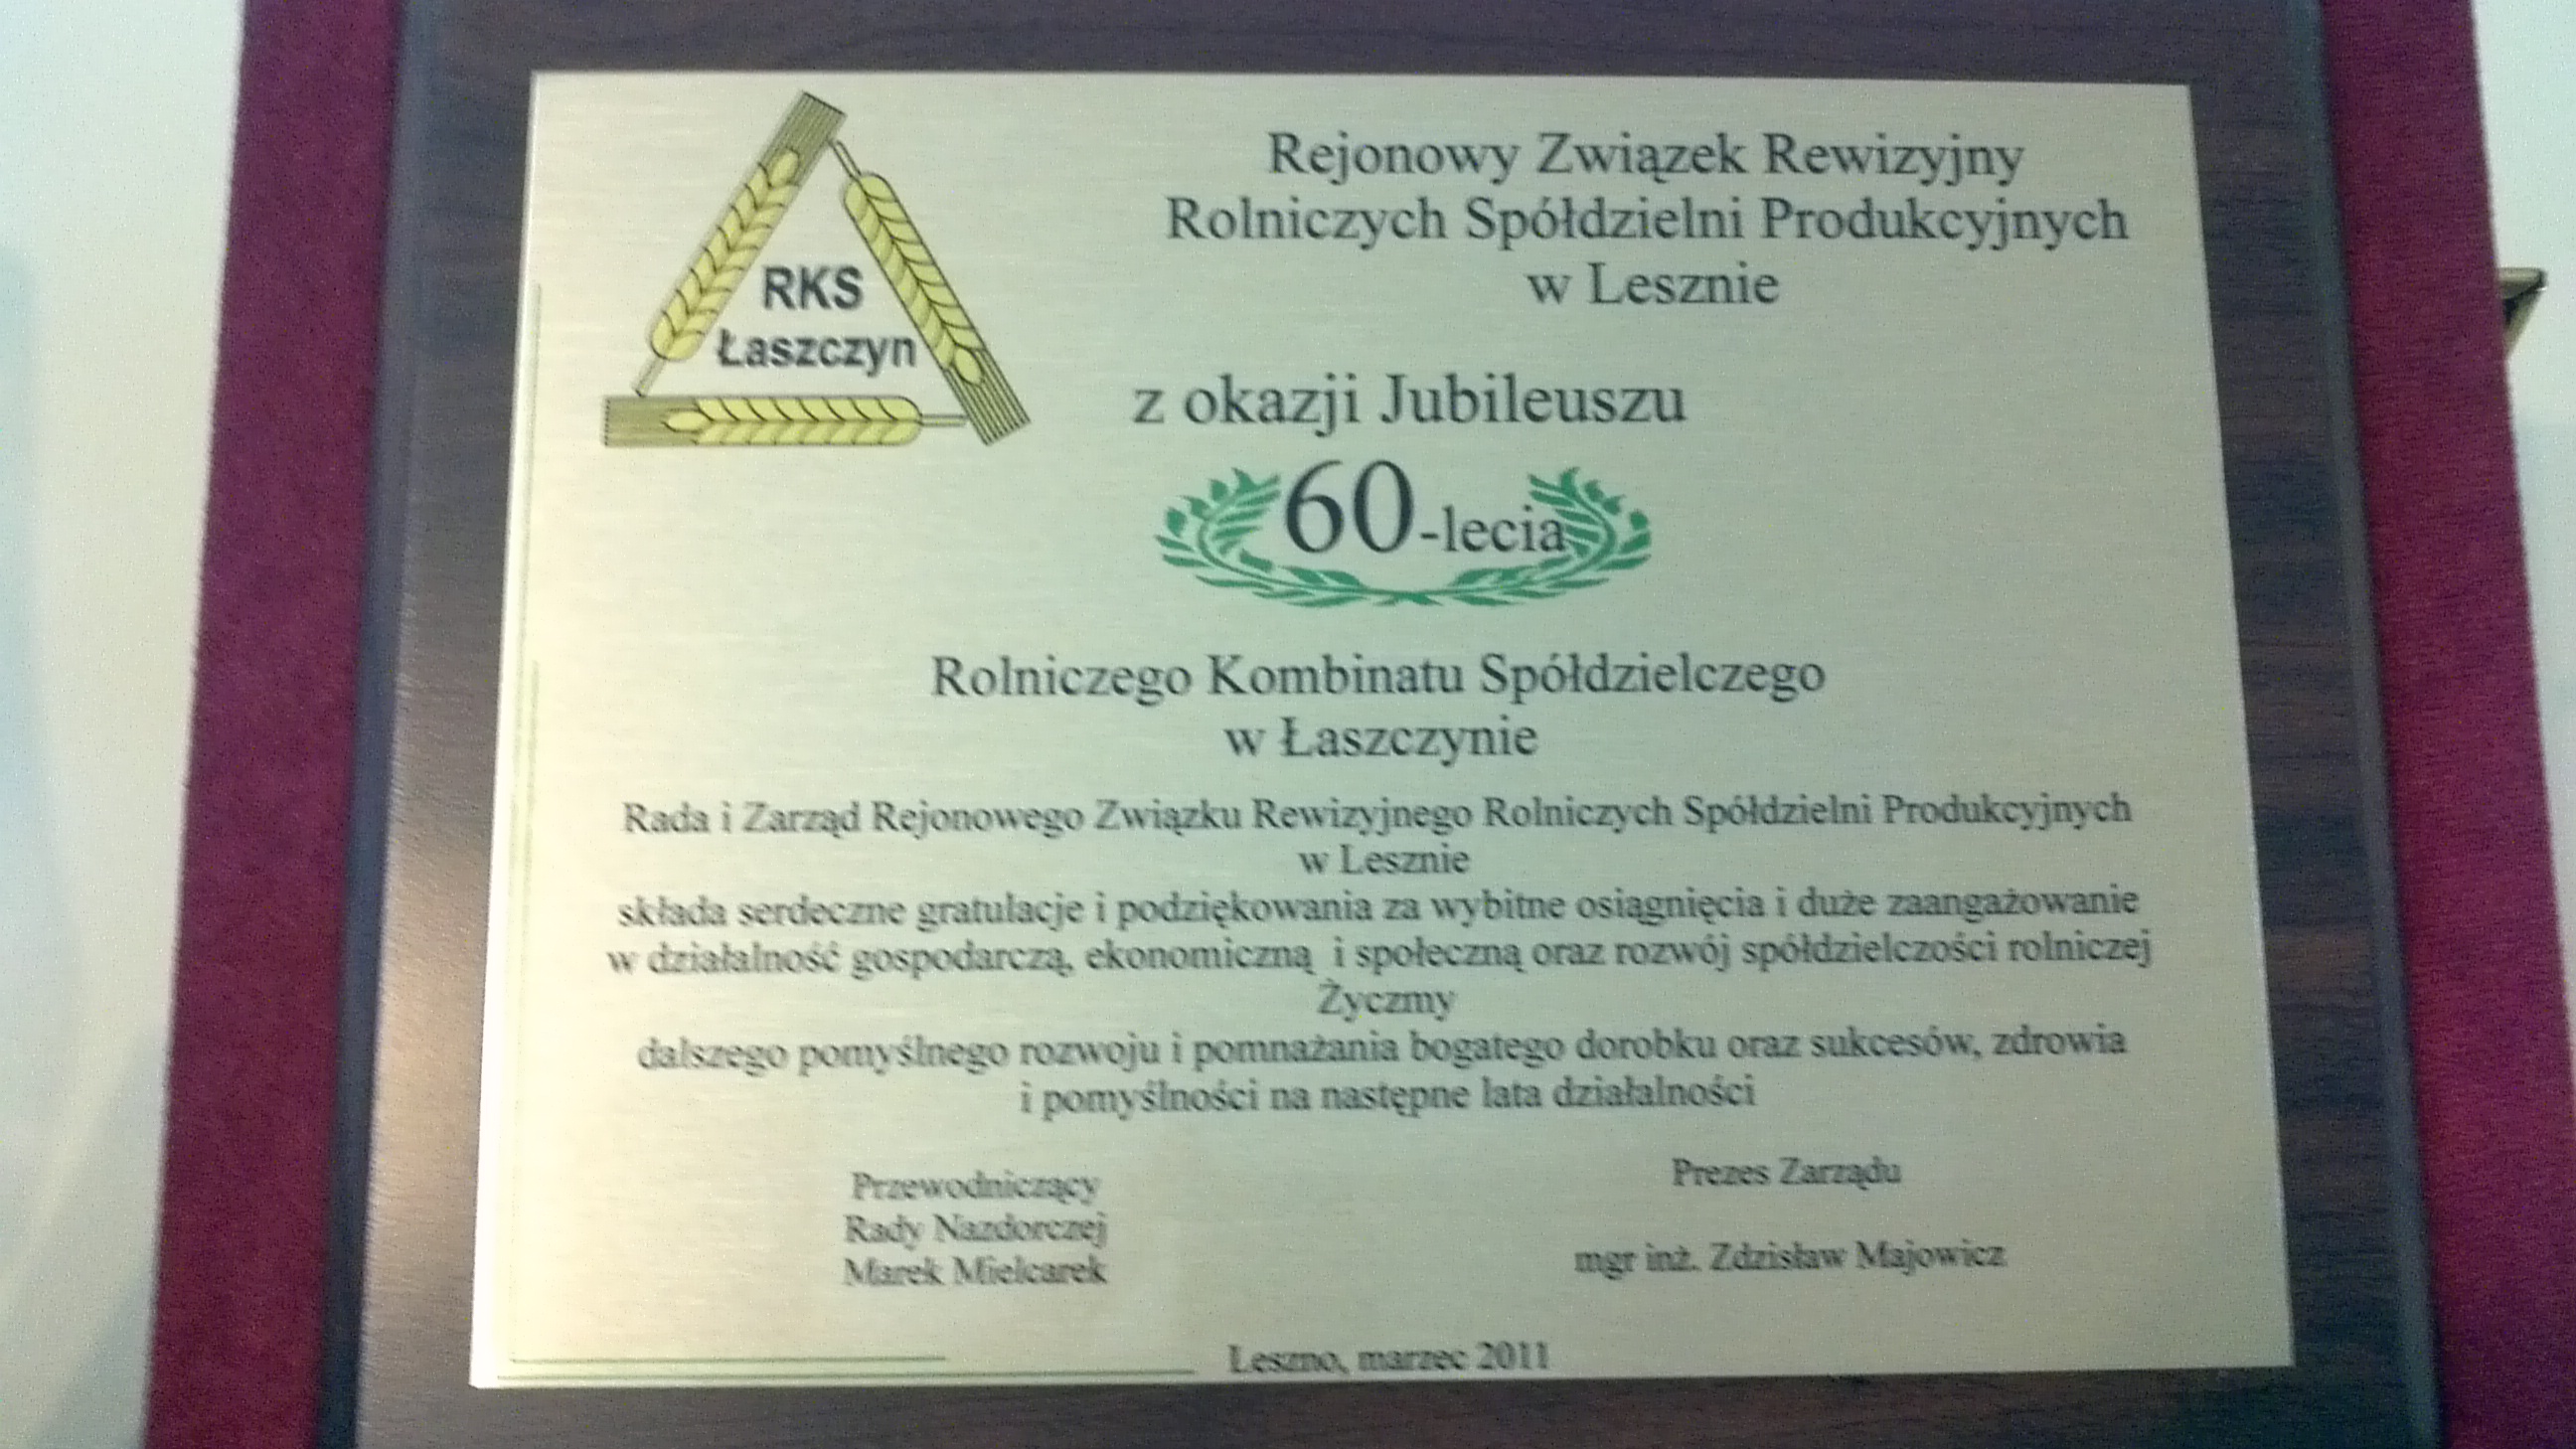 RKS
Łaszczyn
Rejonowy Związek Rewizyjny
Rolniczych Spółdzielni Produkcyjnych
w Lesznie
z okazji Jubileuszu
60-lecia
Rolniczego Kombinatu Spółdzielczego
w Łaszczynie
Rada i Zarząd Rejonowego Związku Rewizyjnego Rolniczych Spółdzielni Produkcyjnych
w Lesznie
składa serdeczne gratulacje i podziękowania za wybitne osiągnięcia i duże zaangażowanie
w działalność gospodarczą, ekonomiczną i społeczną oraz rozwój spółdzielczości rolniczej
Życzmy
dalszego pomyślnego rozwoju i pomnażania bogatego dorobku oraz sukcesów, zdrowia
i pomyślności na następne lata działalności
Przewodniczący
Rady Nazdorczej
Marek Mielcarek
Prezes Zarządu
mgr inż. Zdzisław Majowicz
Leszno, marzec 2011